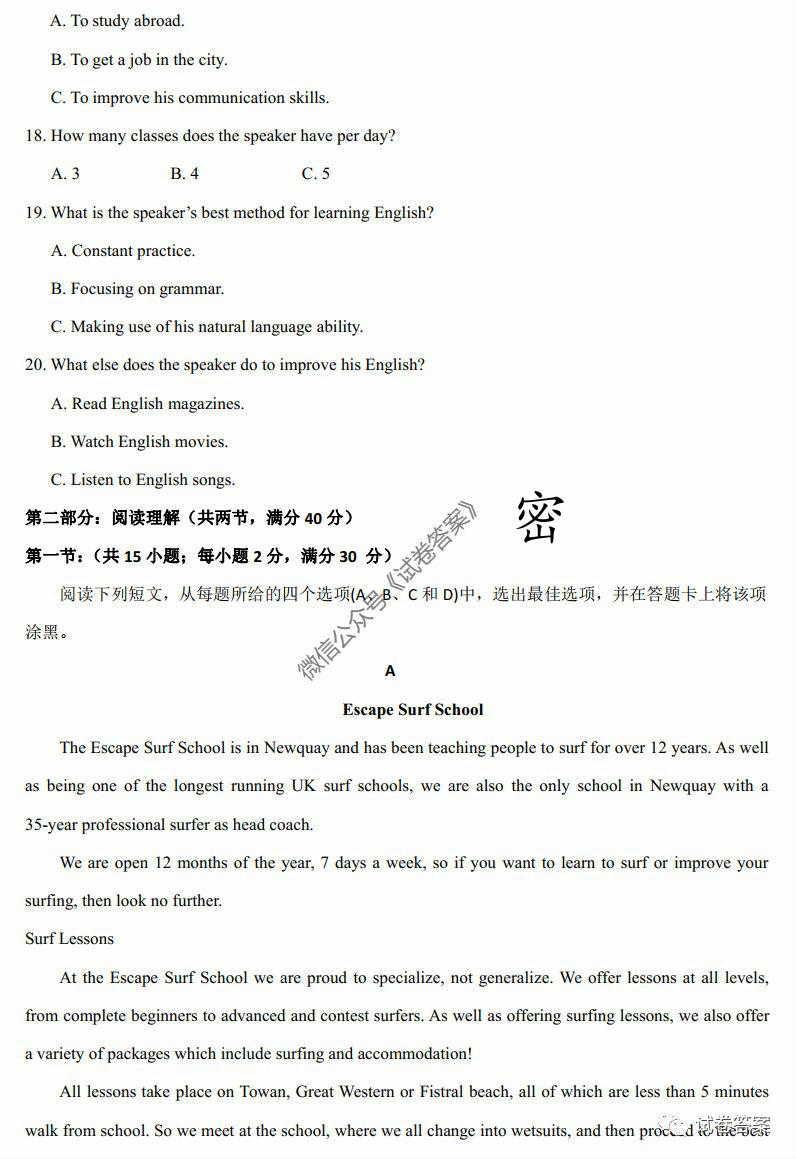 A. To study abroad.
B. To get a job in the city.
C. To improve his communication skills.
18. How many classes does the speaker have per day?
A. 3 B. 4 C. 5
19. What is the speaker’s best method for learning English?
A. Constant practice.
B. Focusing on grammar.
C. Making use of his natural language ability.
20. What else does the speaker do to improve his English?
A. Read English magazines.
B. Watch English movies.
C. Listen to English songs.
密
第二部分：阅读理解（共两节，满分 40 分）
第一节：（共 15 小题；每小题 2 分，满分 30 分）
微信公众号《试卷答案》
阅读下列短文，从每题所给的四个选项(A、B、C 和 D)中，选出最佳选项，并在答题卡上将该项
涂黑。
A
Escape Surf School
The Escape Surf School is in Newquay and has been teaching people to surf for over 12 years. As well
as being one of the longest running UK surf schools, we are also the only school in Newquay with a
35-year professional surfer as head coach.
We are open 12 months of the year, 7 days a week, so if you want to learn to surf or improve your
surfing, then look no further.
Surf Lessons
At the Escape Surf School we are proud to specialize, not generalize. We offer lessons at all levels,
from complete beginners to advanced and contest surfers. As well as offering surfing lessons, we also offer
a variety of packages which include surfing and accommodation!
All lessons take place on Towan, Great Western or Fistral beach, all of which are less than 5 minutes
walk from school. So we meet at the school, where we all change into wetsuits, and then proceed to the best
试卷答案